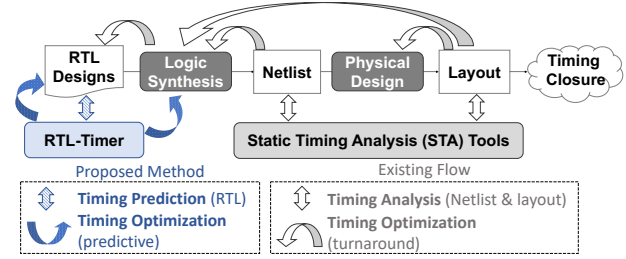 RTL
Designs
Logic
Synthesis
Netlist
Physical
Design
Layout
Timing
Closure
RTL-Timer
Static Timing Analysis (STA) Tools
Proposed Method
Existing Flow
Timing Prediction (RTL)
Timing Optimization
(predictive)
Timing Analysis (Netlist & layout)
Timing Optimization
(turnaround)